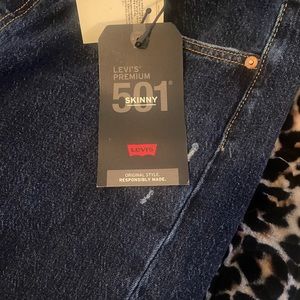 LEVI'S®
PREMIUM
501®
SKINNY
LEVI'S
ORIGINAL STYLE.
RESPONSIBLY MADE.